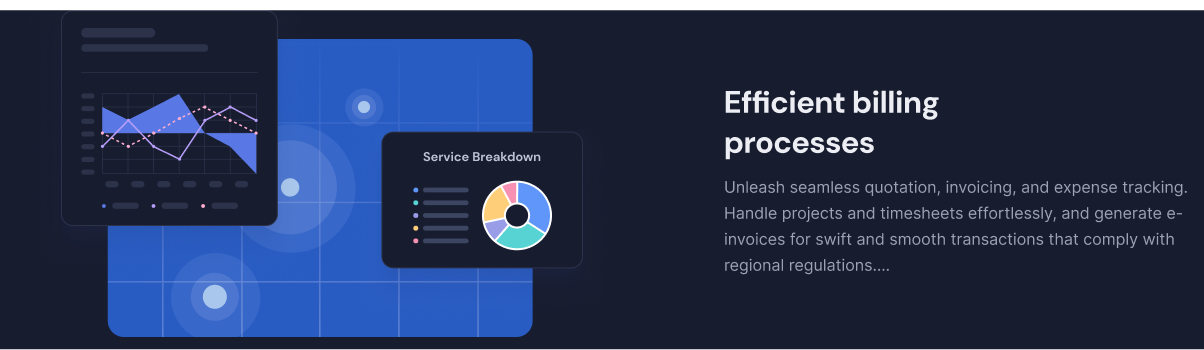 Service Breakdown
Efficient billing
processes
Unleash seamless quotation, invoicing, and expense tracking.
Handle projects and timesheets effortlessly, and generate e-
invoices for swift and smooth transactions that comply with
regional regulations....